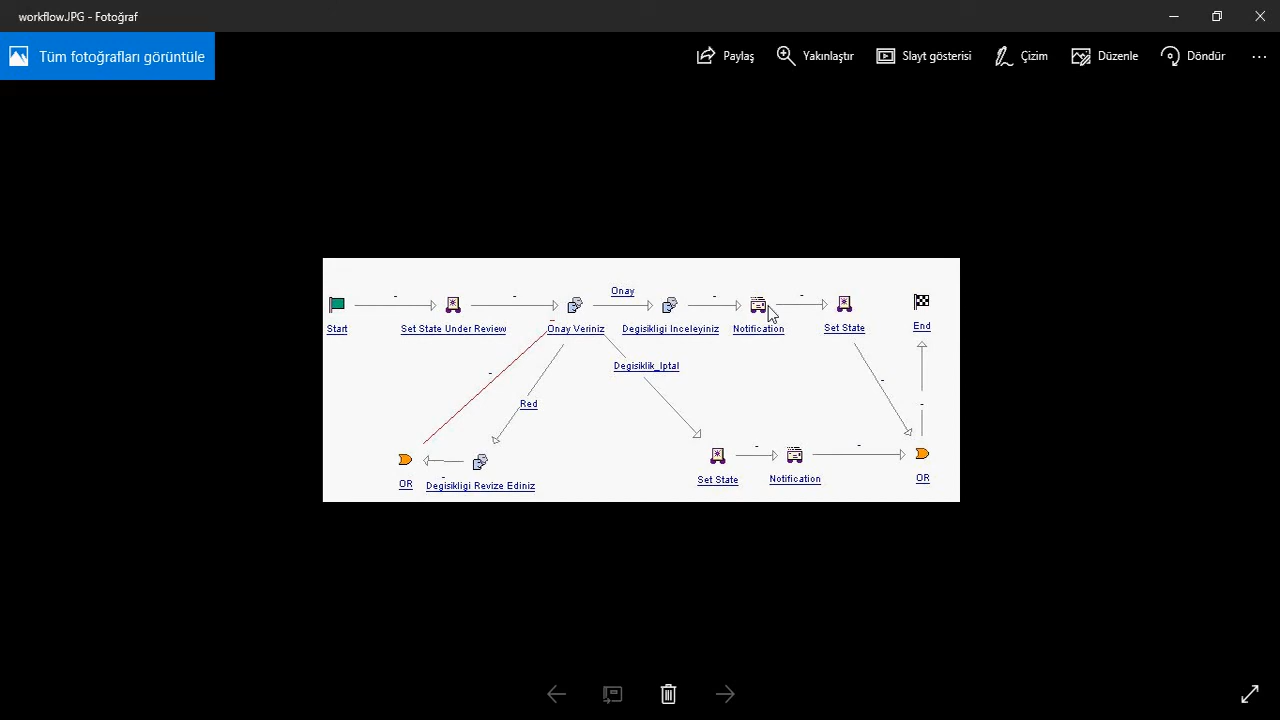 workflow.JPG - Fotoğraf
Tüm fotoğrafları görüntüle
Paylaş
Yakınlaştır
Slayt gösterisi
Çizim
Düzenle
Döndür
Onay
Start
Set State Under Review
Onay Veriniz
Degisikligi Inceleyiniz
Notification
Set State
End
Degisiklik_Iptal
Red
OR
Degisikligi Revize Ediniz
Set State
Notification
OR